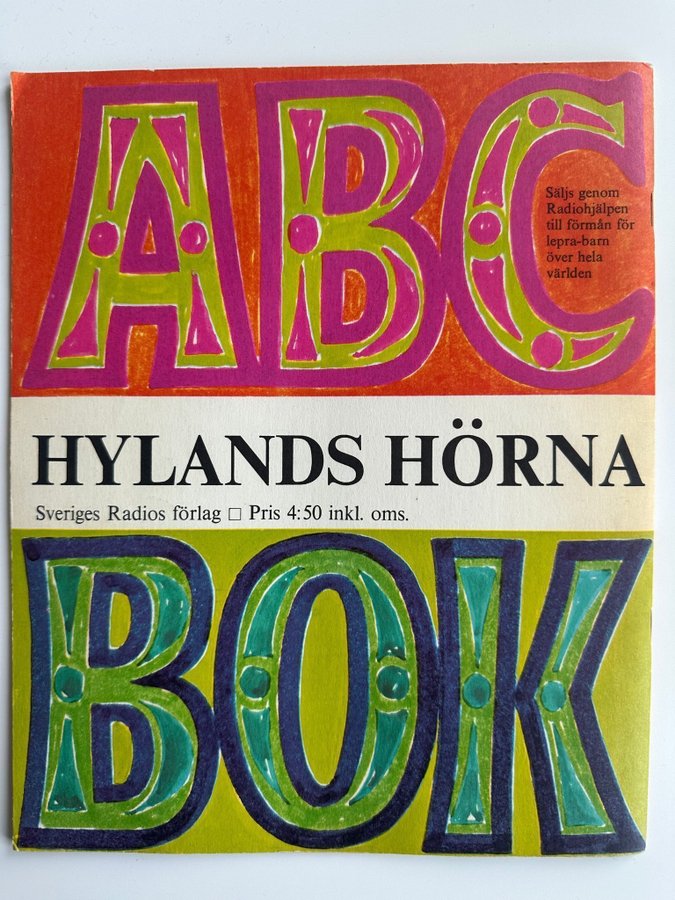 ABC
Säljs genom
Radiohjälpen
till förmån för
lepra-barn
över hela
världen
HYLANDS HÖRNA
Sveriges Radios förlag □ Pris 4:50 inkl. oms.
BOK